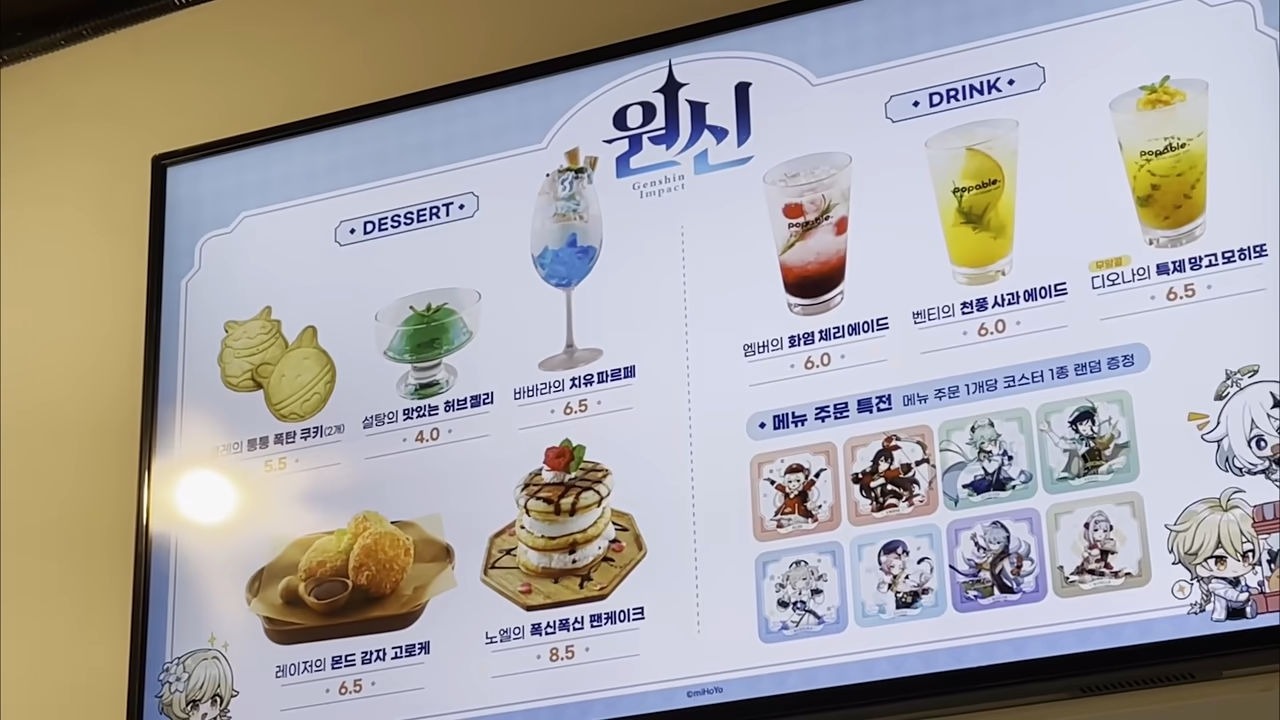 원신
Genshin
Impact
DESSERT
통통 폭탄 쿠키(2개)
5.5
설탕의 맛있는 허브젤리
4.0
바바라의 치유 파르페
6.5
레이저의 몬드 감자 고로케
6.5
노엘의 폭신폭신 팬케이크
8.5
DRINK
popable.
popable.
popable.
엠버의 화염 체리 에이드
6.0
벤티의 천풍 사과 에이드
6.0
무알콜
디오나의 특제 망고 모히또
6.5
메뉴 주문 특전 메뉴 주문 1개당 코스터 1종 랜덤 증정
©miHoYo